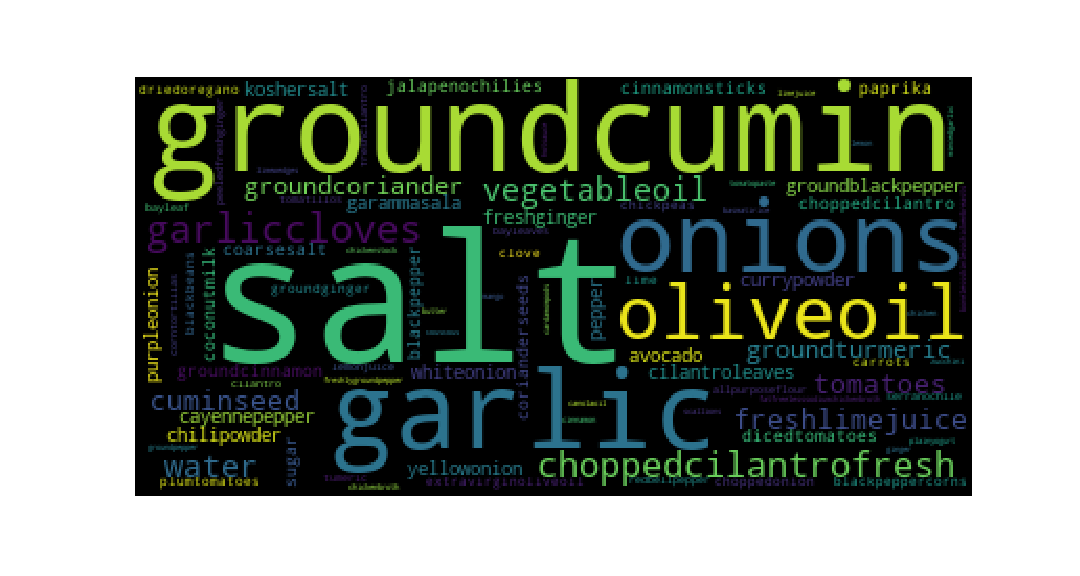 driedoregano koshersalt jalapenochilies cinnamonsticks limejuice paprika
groundcumin
groundcoriander vegetableoil groundblackpepper
garammasala choppedcilantro
bayleaf freshginger chickpeas
garliccloves onions
coarsesalt clove
salt
coconutmilk
blackbeans
groundginger
blackpepper
corianderseeds
pepper
lime currypowder
oliveoil
purpleonion
avocado groundturmeric
carrots
groundcinnamon lemonjuice whiteonion cilantroleaves
cilantro freshlygroundpepper allpurposeflour tomatoes
cuminseed garlic
cayennepepper freshlimejuice
chilipowder dicedtomatoes
sugar
water yellowonion choppedcilantrofresh
plumtomatoes extravirginoliveoil redbellpepper choppedonion blackpeppercorns